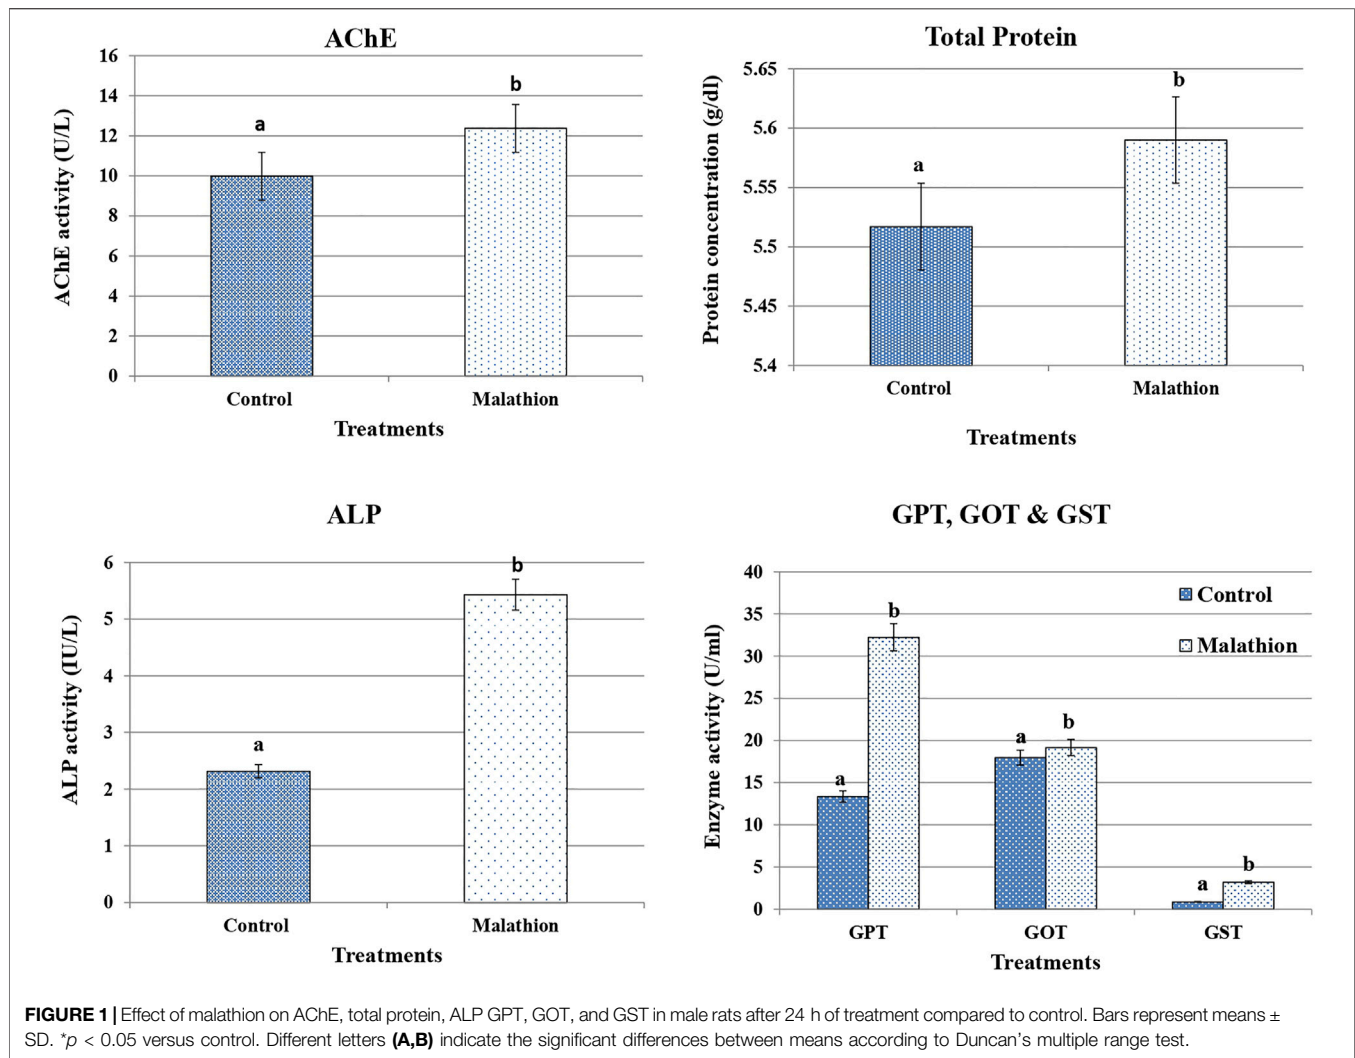 AChE
16
14
12
10
8
6
4
2
0
AChE activity (U/L)
a
b
Control
Malathion
Treatments
Total Protein
5.65
5.6
5.55
5.5
5.45
5.4
Protein concentration (g/dl)
a
b
Control
Malathion
Treatments
ALP
6
5
4
3
2
1
0
ALP activity (IU/L)
a
b
Control
Malathion
Treatments
GPT, GOT & GST
40
35
30
25
20
15
10
5
0
Enzyme activity (U/ml)
Control
Malathion
a
b
a
b
a
b
GPT
GOT
GST
Treatments
FIGURE 1 | Effect of malathion on AChE, total protein, ALP GPT, GOT, and GST in male rats after 24 h of treatment compared to control. Bars represent means ±
SD. *p < 0.05 versus control. Different letters (A,B) indicate the significant differences between means according to Duncan's multiple range test.